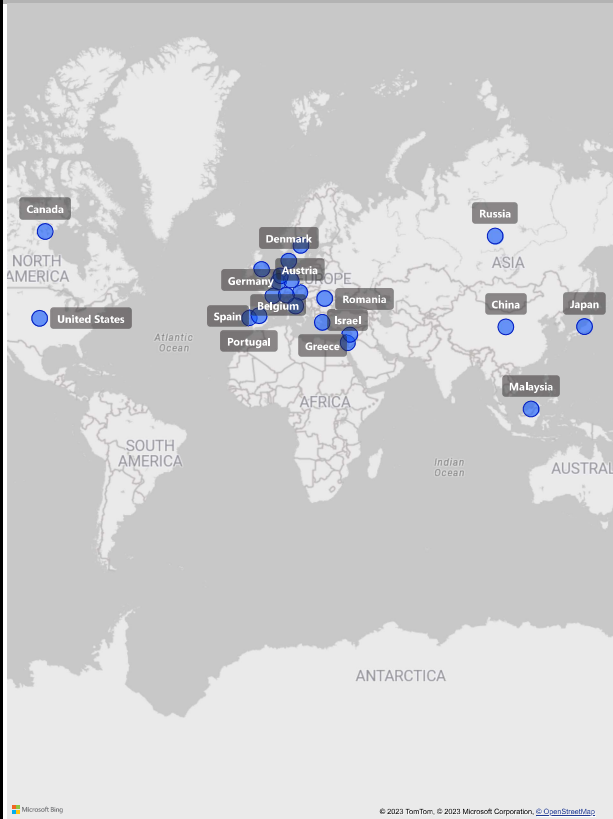 Canada
Russia
Denmark
Austria
NORTH
AMERICA
ASIA
Germany
EUROPE
Romania
Belgium
China
Japan
Spain
Israel
United States
Atlantic
Ocean
Portugal
Greece
Malaysia
AFRICA
SOUTH
AMERICA
Indian
Ocean
AUSTRAL
ANTARCTICA
Microsoft Bing
© 2023 TomTom, © 2023 Microsoft Corporation, © OpenStreetMap